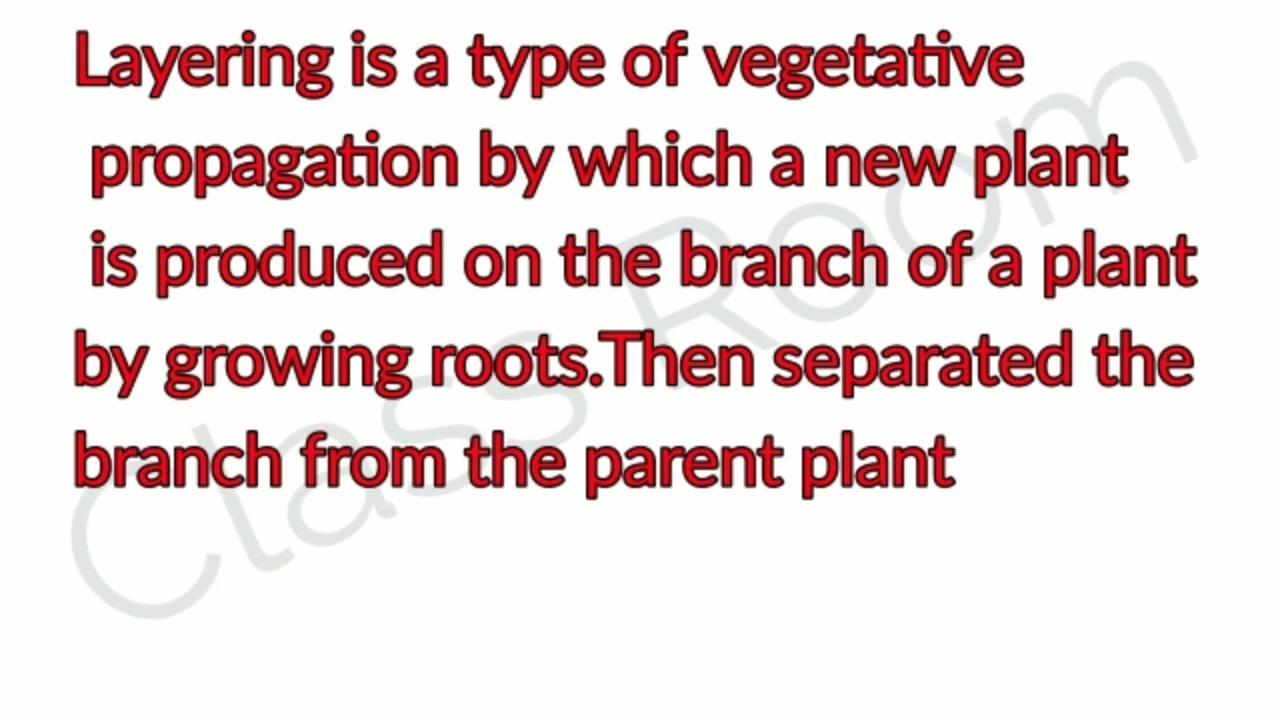 Layering is a type of vegetative
propagation by which a new plant
is produced on the branch of a plant
by growing roots.Then separated the
branch from the parent plant
Class Room